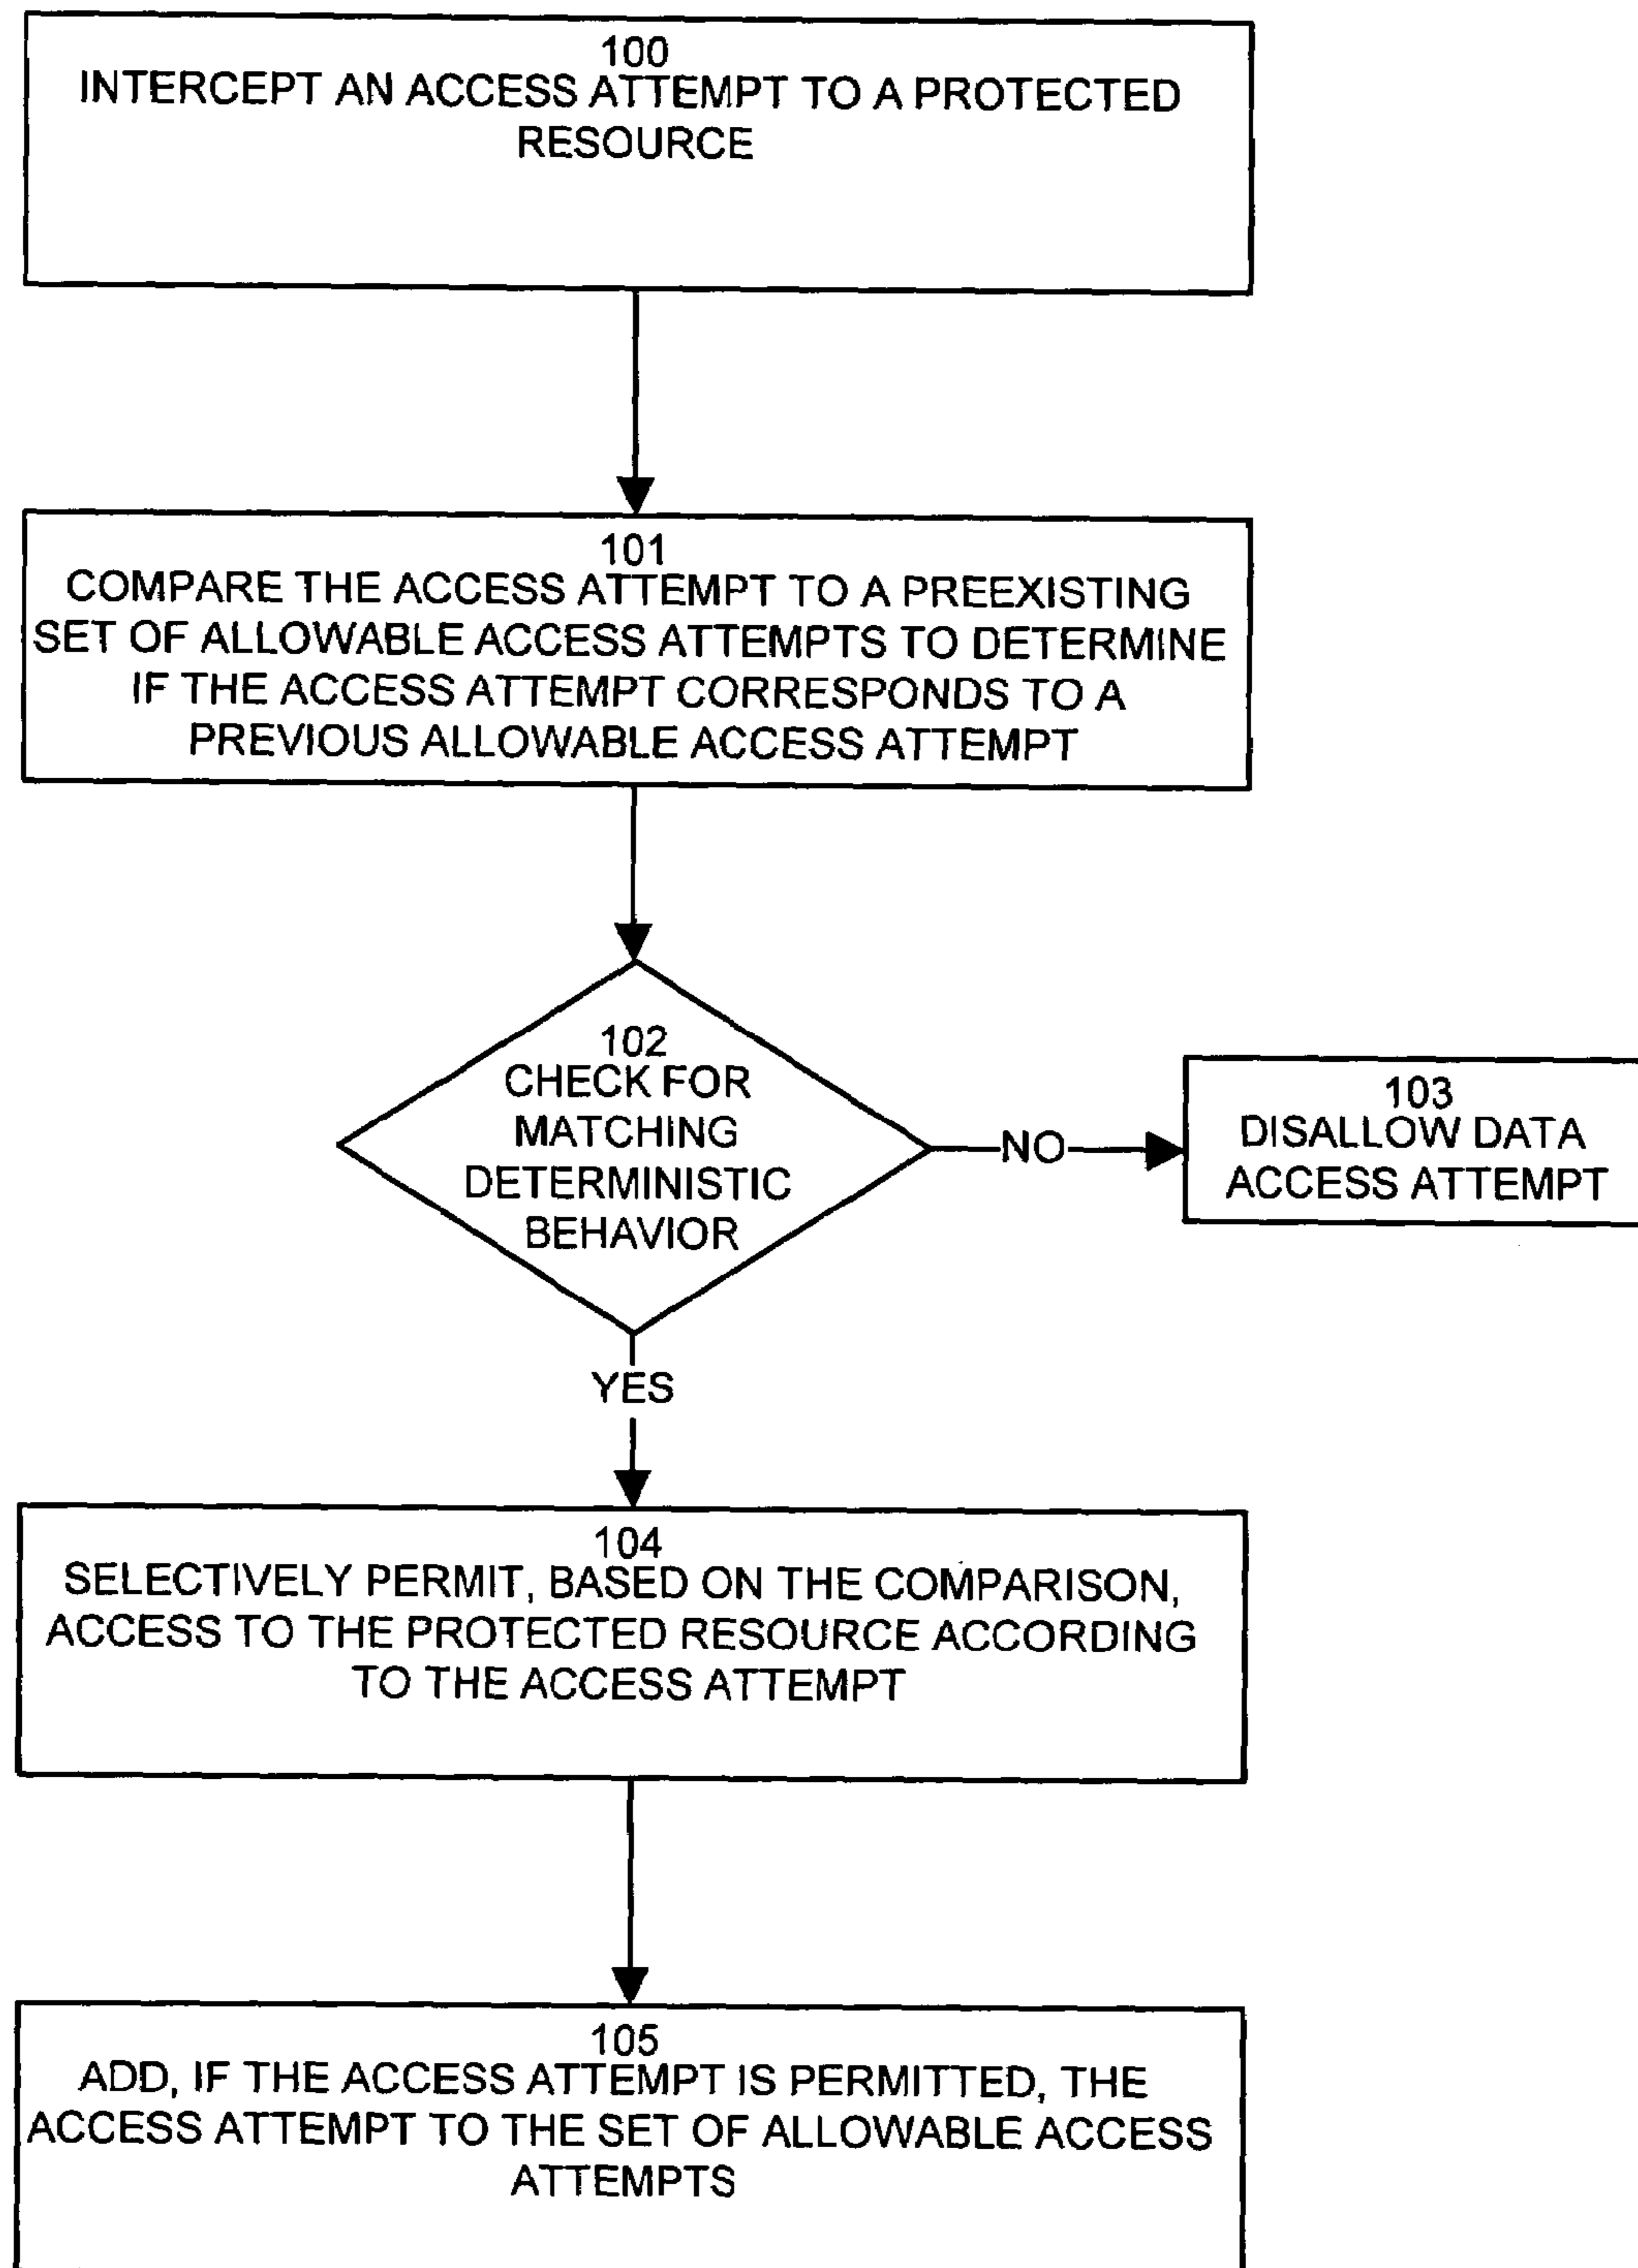 100
INTERCEPT AN ACCESS ATTEMPT TO A PROTECTED
RESOURCE
101
COMPARE THE ACCESS ATTEMPT TO A PREEXISTING
SET OF ALLOWABLE ACCESS ATTEMPTS TO DETERMINE
IF THE ACCESS ATTEMPT CORRESPONDS TO A
PREVIOUS ALLOWABLE ACCESS ATTEMPT
102
CHECK FOR
MATCHING
DETERMINISTIC
BEHAVIOR
NO
103
DISALLOW DATA
ACCESS ATTEMPT
YES
104
SELECTIVELY PERMIT, BASED ON THE COMPARISON,
ACCESS TO THE PROTECTED RESOURCE ACCORDING
TO THE ACCESS ATTEMPT
105
ADD, IF THE ACCESS ATTEMPT IS PERMITTED, THE
ACCESS ATTEMPT TO THE SET OF ALLOWABLE ACCESS
ATTEMPTS